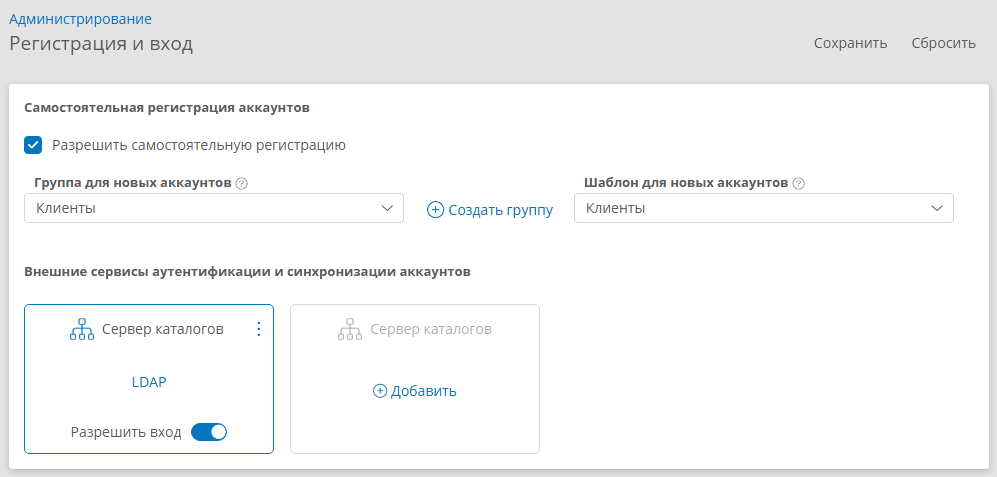 Администрирование
Регистрация и вход
Сохранить Сбросить
Самостоятельная регистрация аккаунтов
Разрешить самостоятельную регистрацию
Группа для новых аккаунтов ? Шаблон для новых аккаунтов ?
Клиенты Создать группу Клиенты
Внешние сервисы аутентификации и синхронизации аккаунтов
Сервер каталогов Сервер каталогов
LDAP
Добавить
Разрешить вход